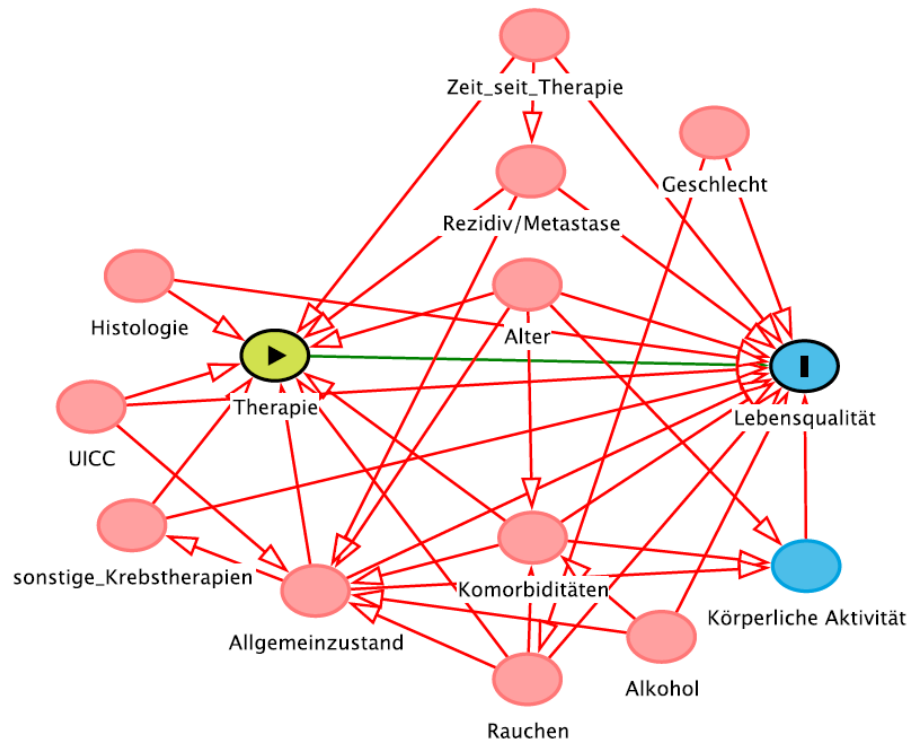 Zeit_seit_Therapie
Geschlecht
Rezidiv/Metastase
Histologie
Alter
Therapie
Lebensqualität
UICC
sonstige_Krebstherapien
Komorbiditäten
Körperliche Aktivität
Allgemeinzustand
Alkohol
Rauchen